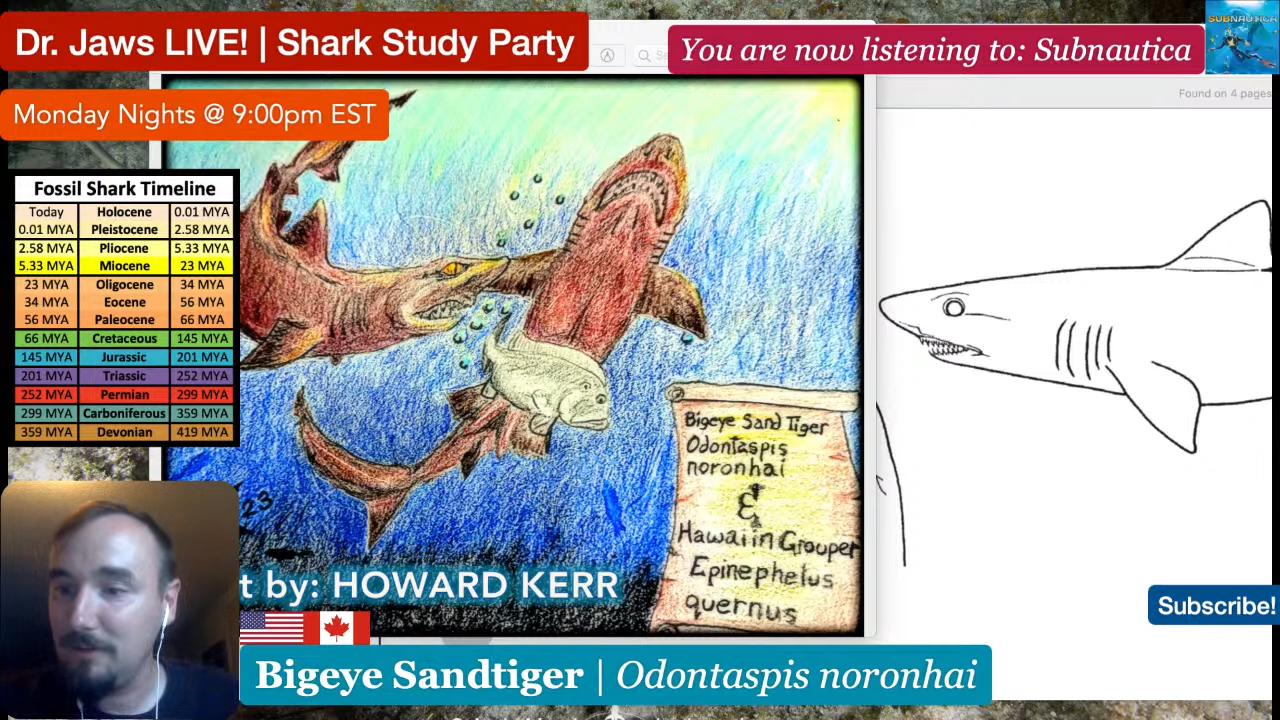 Dr. Jaws LIVE! | Shark Study Party
You are now listening to: Subnautica
SUBNAUTICA
Found on 4 pages
Monday Nights @ 9:00pm EST
Fossil Shark Timeline
Today Holocene 0.01 MYA
0.01 MYA Pleistocene 2.58 MYA
2.58 MYA Pliocene 5.33 MYA
5.33 MYA Miocene 23 MYA
23 MYA Oligocene 34 MYA
34 MYA Eocene 56 MYA
56 MYA Paleocene 66 MYA
66 MYA Cretaceous 145 MYA
145 MYA Jurassic 201 MYA
201 MYA Triassic 252 MYA
252 MYA Permian 299 MYA
299 MYA Carboniferous 359 MYA
359 MYA Devonian 419 MYA
Bigeye Sand Tiger
Odontaspis
noronhai
&
Hawaiin Grouper
Epinephelus
quernus
23
t by: HOWARD KERR
Subscribe!
Bigeye Sandtiger | Odontaspis noronhai